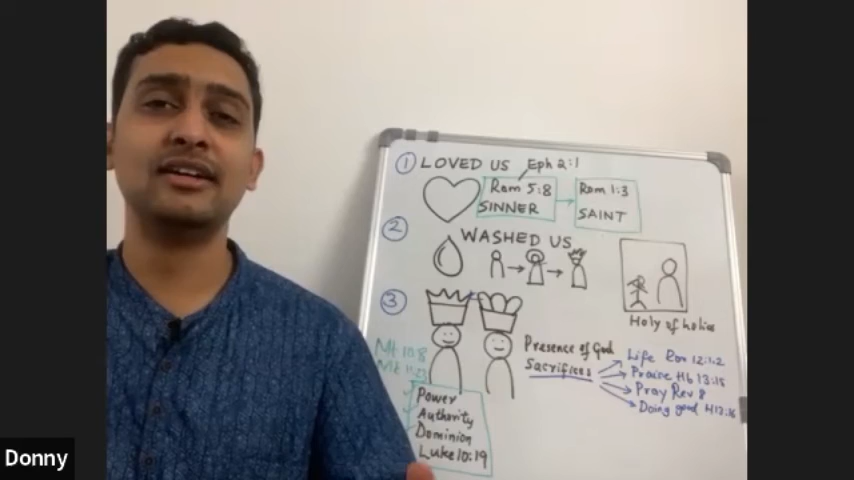 1 LOVED US Eph 2:1
Rom 5:8
SINNER
Rom 1:3
SAINT
2 WASHED US
Holy of holies
3
Presence of God
Sacrifices
Life Rom 12:1,2
Praise Hb 13:15
Pray Rev 8
Doing good H13:16
Mt 10:8
Power
Authority
Dominion
Luke 10:19
Donny